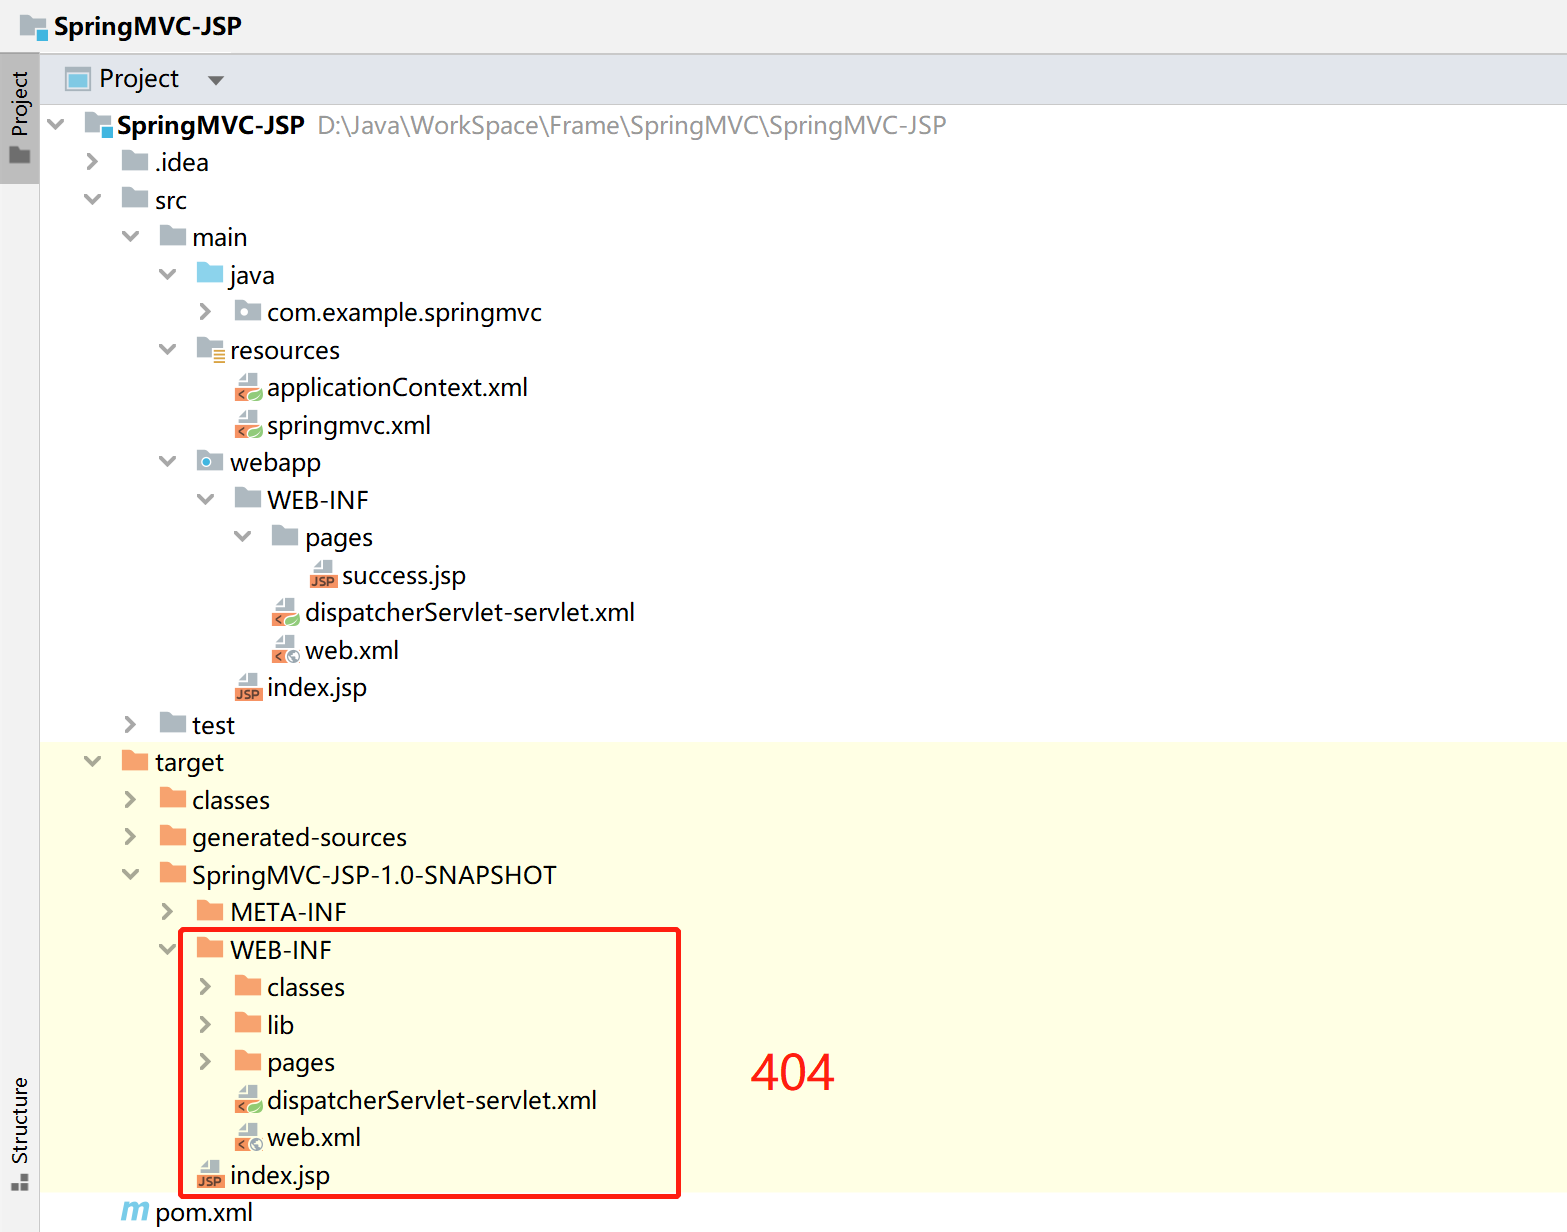 SpringMVC-JSP
Project
Project
SpringMVC-JSP D:\Java\WorkSpace\Frame\SpringMVC\SpringMVC-JSP
.idea
src
main
java
com.example.springmvc
resources
applicationContext.xml
springmvc.xml
webapp
WEB-INF
pages
JSP success.jsp
dispatcherServlet-servlet.xml
web.xml
JSP index.jsp
test
target
classes
generated-sources
SpringMVC-JSP-1.0-SNAPSHOT
META-INF
WEB-INF
classes
lib
pages
404
dispatcherServlet-servlet.xml
web.xml
JSP index.jsp
m pom.xml
Structure